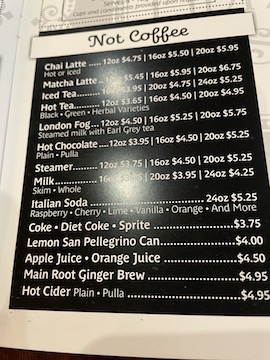 Coffee and condiments provided upon request
Not Coffee
Chai Latte ..... 12oz $4.75 | 16oz $5.50 | 20oz $5.95
Hot or iced
Matcha Latte .. 12oz $5.45 | 16oz $5.95 | 20oz $6.75
Iced Tea........ 16oz $3.95 | 20oz $4.75 | 24oz $5.25
Hot Tea.......... 12oz $3.65 | 16oz $4.50 | 20oz $4.95
Black • Green • Herbal Varieties
London Fog... 12oz $4.50 | 16oz $5.25 | 20oz $5.75
Steamed milk with Earl Grey tea
Hot Chocolate....12oz $3.95 | 16oz $4.50 | 20oz $5.25
Plain • Pulla
Steamer.........12oz $3.75 | 16oz $4.50 | 20oz $5.25
Milk............. 16oz $3.25 | 20oz $3.95 | 24oz $4.25
Skim • Whole
Italian Soda ................................. 24oz $5.25
Raspberry • Cherry • Lime • Vanilla • Orange • And More
Coke • Diet Coke • Sprite ........................$3.75
Lemon San Pellegrino Can.......................$4.00
Apple Juice • Orange Juice ......................$4.50
Main Root Ginger Brew ...........................$4.95
Hot Cider Plain • Pulla..............................$4.95